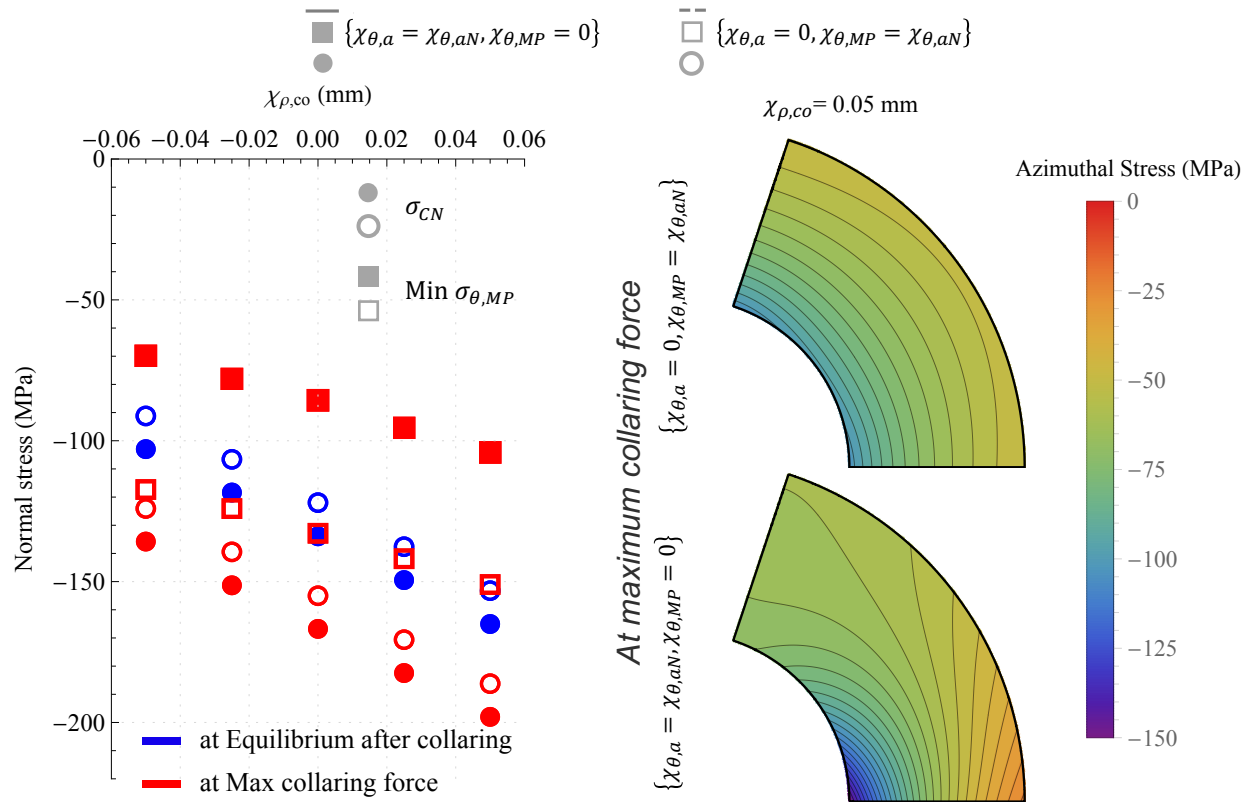 {χθ,a = χθ,aN, χθ,MP = 0}
{χθ,a = 0, χθ,MP = χθ,aN}
χρ,co (mm)
−0.06 −0.04 −0.02 0.00 0.02 0.04 0.06
χρ,co = 0.05 mm
Azimuthal Stress (MPa)
Normal stress (MPa)
0
−50
−100
−150
−200
σCN
Min σθ,MP
at Equilibrium after collaring
at Max collaring force
At maximum collaring force
{χθ,a = 0, χθ,MP = χθ,aN}
{χθ,a = χθ,aN, χθ,MP = 0}
0
−25
−50
−75
−100
−125
−150